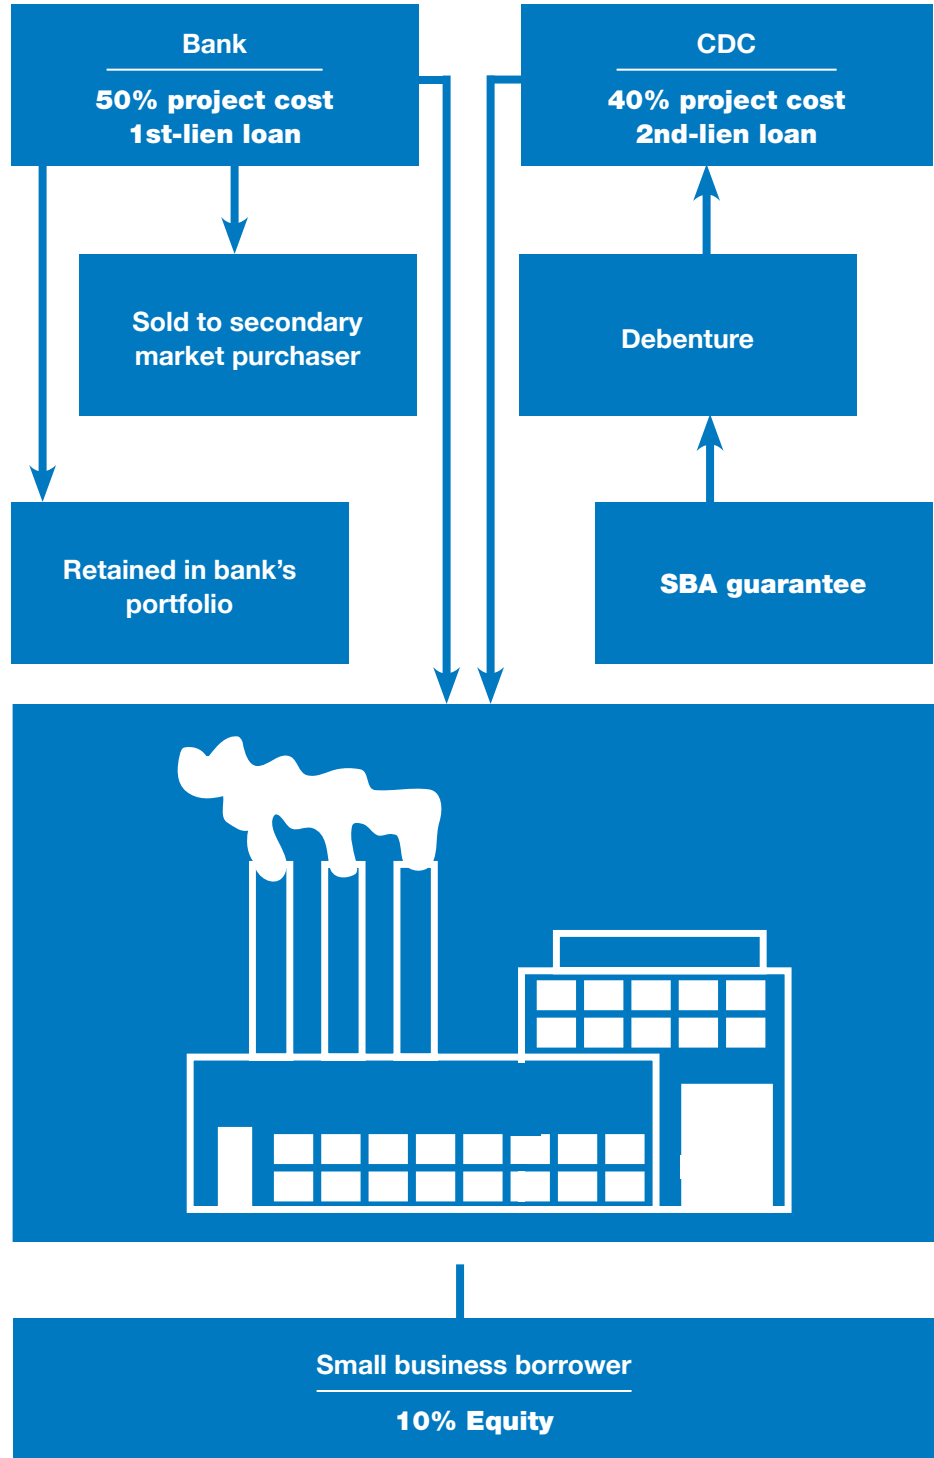 Bank
50% project cost
1st-lien loan
CDC
40% project cost
2nd-lien loan
Sold to secondary
market purchaser
Debenture
Retained in bank’s
portfolio
SBA guarantee
Small business borrower
10% Equity